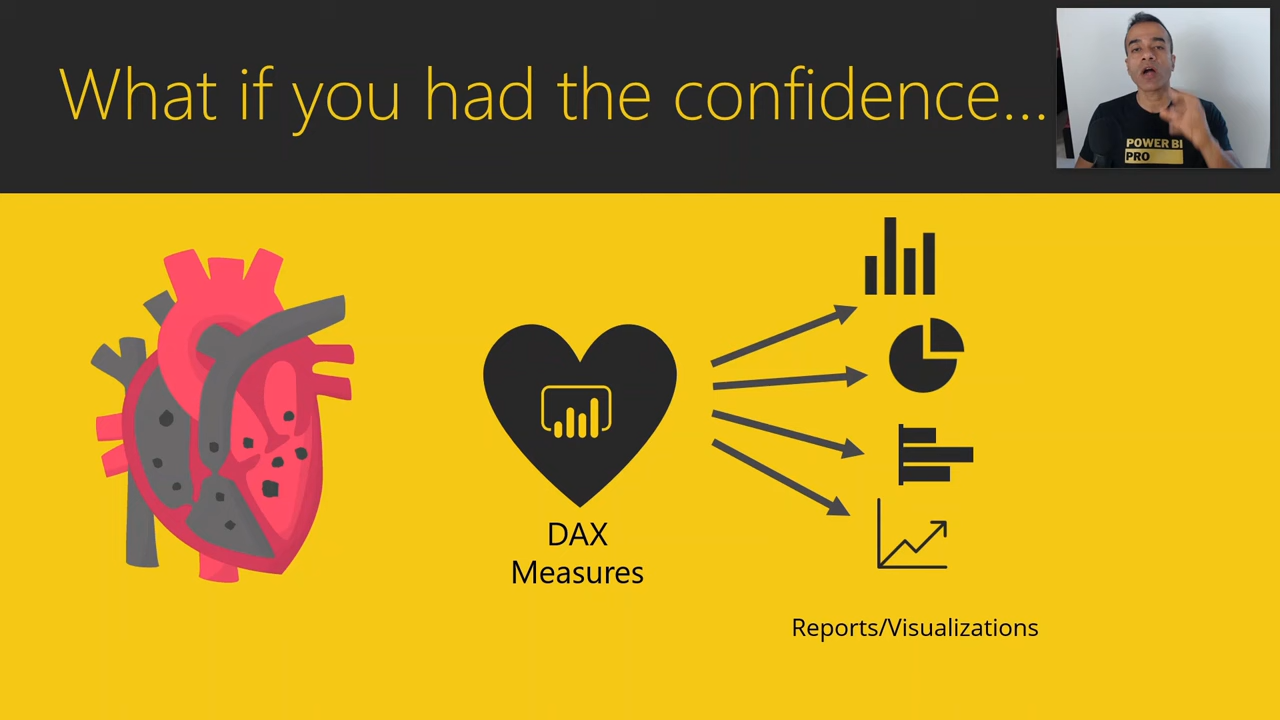 What if you had the confidence...
POWER BI
PRO
DAX
Measures
Reports/Visualizations